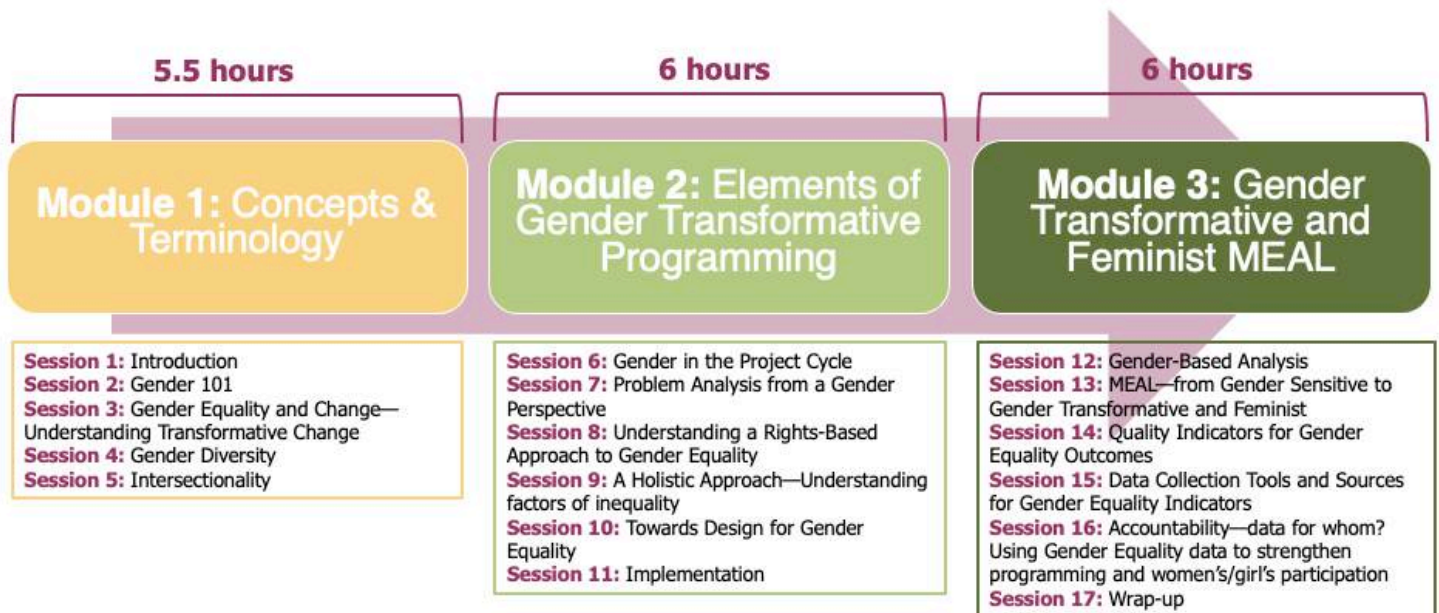 5.5 hours
6 hours
6 hours
Module 1: Concepts &
Terminology
Module 2: Elements of
Gender Transformative
Programming
Module 3: Gender
Transformative and
Feminist MEAL
Session 1: Introduction
Session 2: Gender 101
Session 3: Gender Equality and Change—
Understanding Transformative Change
Session 4: Gender Diversity
Session 5: Intersectionality
Session 6: Gender in the Project Cycle
Session 7: Problem Analysis from a Gender
Perspective
Session 8: Understanding a Rights-Based
Approach to Gender Equality
Session 9: A Holistic Approach—Understanding
factors of inequality
Session 10: Towards Design for Gender
Equality
Session 11: Implementation
Session 12: Gender-Based Analysis
Session 13: MEAL—from Gender Sensitive to
Gender Transformative and Feminist
Session 14: Quality Indicators for Gender
Equality Outcomes
Session 15: Data Collection Tools and Sources
for Gender Equality Indicators
Session 16: Accountability—data for whom?
Using Gender Equality data to strengthen
programming and women’s/girl’s participation
Session 17: Wrap-up